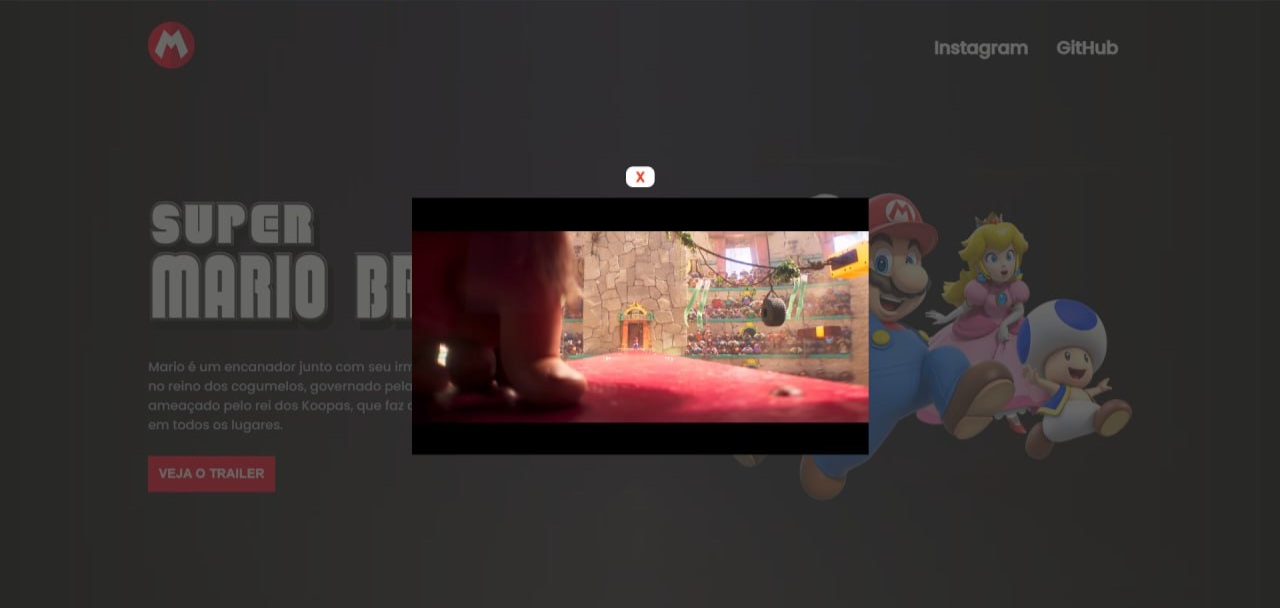 M
Instagram GitHub
X
SUPER
MARIO BR
Mario é um encanador junto com seu irm
no reino dos cogumelos, governado pela
ameaçado pelo rei dos Koopas, que faz
em todos os lugares.
VEJA O TRAILER
M